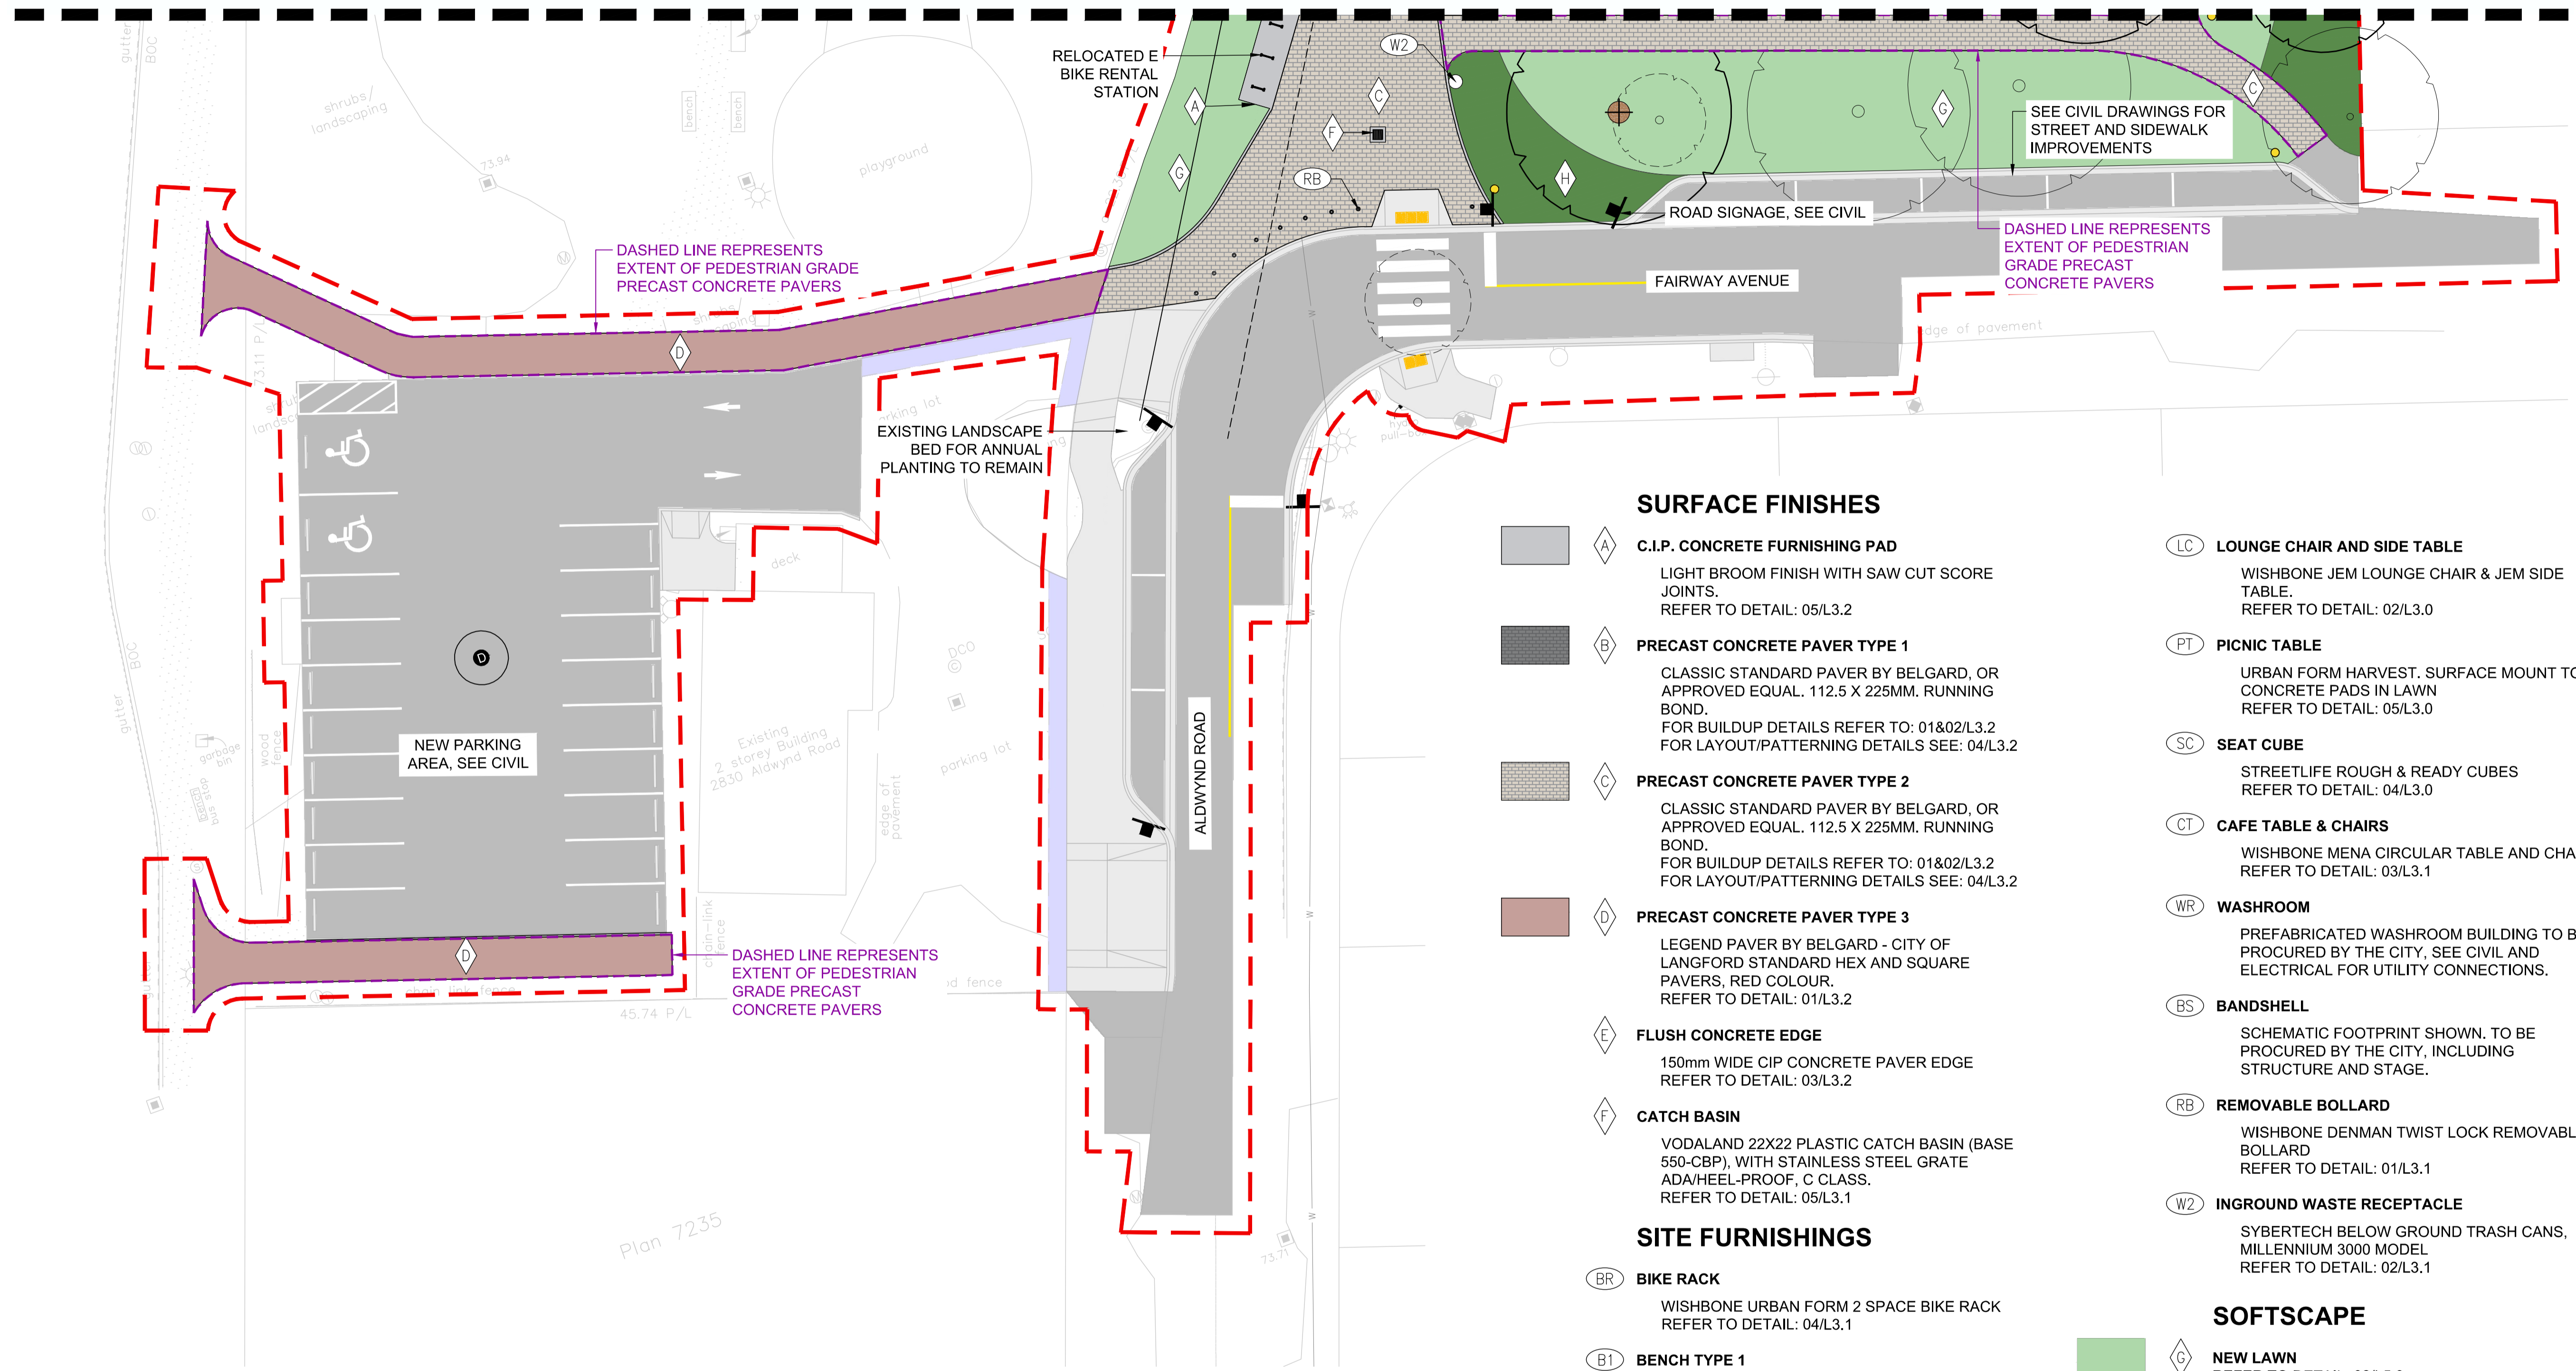 gutter
BOC
shrubs/
landscaping
bench
bench
73.94
playground
RELOCATED E
BIKE RENTAL
STATION
A
G
W2
C
F
RB
H
G
C
SEE CIVIL DRAWINGS FOR
STREET AND SIDEWALK
IMPROVEMENTS
ROAD SIGNAGE, SEE CIVIL
FAIRWAY AVENUE
DASHED LINE REPRESENTS
EXTENT OF PEDESTRIAN
GRADE PRECAST
CONCRETE PAVERS
DASHED LINE REPRESENTS
EXTENT OF PEDESTRIAN GRADE
PRECAST CONCRETE PAVERS
D
73.11 P/L
edge of pavement
parking lot
EXISTING LANDSCAPE
BED FOR ANNUAL
PLANTING TO REMAIN
deck
DCO
©
Existing
2 storey Building
2830 Aldwynd Road
parking lot
edge of
pavement
D
NEW PARKING
AREA, SEE CIVIL
wood
fence
garbage
bin
bus stop
BOC
gutter
ALDWYND ROAD
D
chain-link
fence
chain link fence
45.74 P/L
DASHED LINE REPRESENTS
EXTENT OF PEDESTRIAN
GRADE PRECAST
CONCRETE PAVERS
Plan 7235
73.71
SURFACE FINISHES
A C.I.P. CONCRETE FURNISHING PAD
LIGHT BROOM FINISH WITH SAW CUT SCORE
JOINTS.
REFER TO DETAIL: 05/L3.2
B PRECAST CONCRETE PAVER TYPE 1
CLASSIC STANDARD PAVER BY BELGARD, OR
APPROVED EQUAL. 112.5 X 225MM. RUNNING
BOND.
FOR BUILDUP DETAILS REFER TO: 01&02/L3.2
FOR LAYOUT/PATTERNING DETAILS SEE: 04/L3.2
C PRECAST CONCRETE PAVER TYPE 2
CLASSIC STANDARD PAVER BY BELGARD, OR
APPROVED EQUAL. 112.5 X 225MM. RUNNING
BOND.
FOR BUILDUP DETAILS REFER TO: 01&02/L3.2
FOR LAYOUT/PATTERNING DETAILS SEE: 04/L3.2
D PRECAST CONCRETE PAVER TYPE 3
LEGEND PAVER BY BELGARD - CITY OF
LANGFORD STANDARD HEX AND SQUARE
PAVERS, RED COLOUR.
REFER TO DETAIL: 01/L3.2
E FLUSH CONCRETE EDGE
150mm WIDE CIP CONCRETE PAVER EDGE
REFER TO DETAIL: 03/L3.2
F CATCH BASIN
VODALAND 22X22 PLASTIC CATCH BASIN (BASE
550-CBP), WITH STAINLESS STEEL GRATE
ADA/HEEL-PROOF, C CLASS.
REFER TO DETAIL: 05/L3.1
SITE FURNISHINGS
BR BIKE RACK
WISHBONE URBAN FORM 2 SPACE BIKE RACK
REFER TO DETAIL: 04/L3.1
B1 BENCH TYPE 1
LC LOUNGE CHAIR AND SIDE TABLE
WISHBONE JEM LOUNGE CHAIR & JEM SIDE
TABLE.
REFER TO DETAIL: 02/L3.0
PT PICNIC TABLE
URBAN FORM HARVEST. SURFACE MOUNT TO
CONCRETE PADS IN LAWN
REFER TO DETAIL: 05/L3.0
SC SEAT CUBE
STREETLIFE ROUGH & READY CUBES
REFER TO DETAIL: 04/L3.0
CT CAFE TABLE & CHAIRS
WISHBONE MENA CIRCULAR TABLE AND CHA
REFER TO DETAIL: 03/L3.1
WR WASHROOM
PREFABRICATED WASHROOM BUILDING TO B
PROCURED BY THE CITY, SEE CIVIL AND
ELECTRICAL FOR UTILITY CONNECTIONS.
BS BANDSHELL
SCHEMATIC FOOTPRINT SHOWN. TO BE
PROCURED BY THE CITY, INCLUDING
STRUCTURE AND STAGE.
RB REMOVABLE BOLLARD
WISHBONE DENMAN TWIST LOCK REMOVABL
BOLLARD
REFER TO DETAIL: 01/L3.1
W2 INGROUND WASTE RECEPTACLE
SYBERTECH BELOW GROUND TRASH CANS,
MILLENNIUM 3000 MODEL
REFER TO DETAIL: 02/L3.1
SOFTSCAPE
G NEW LAWN